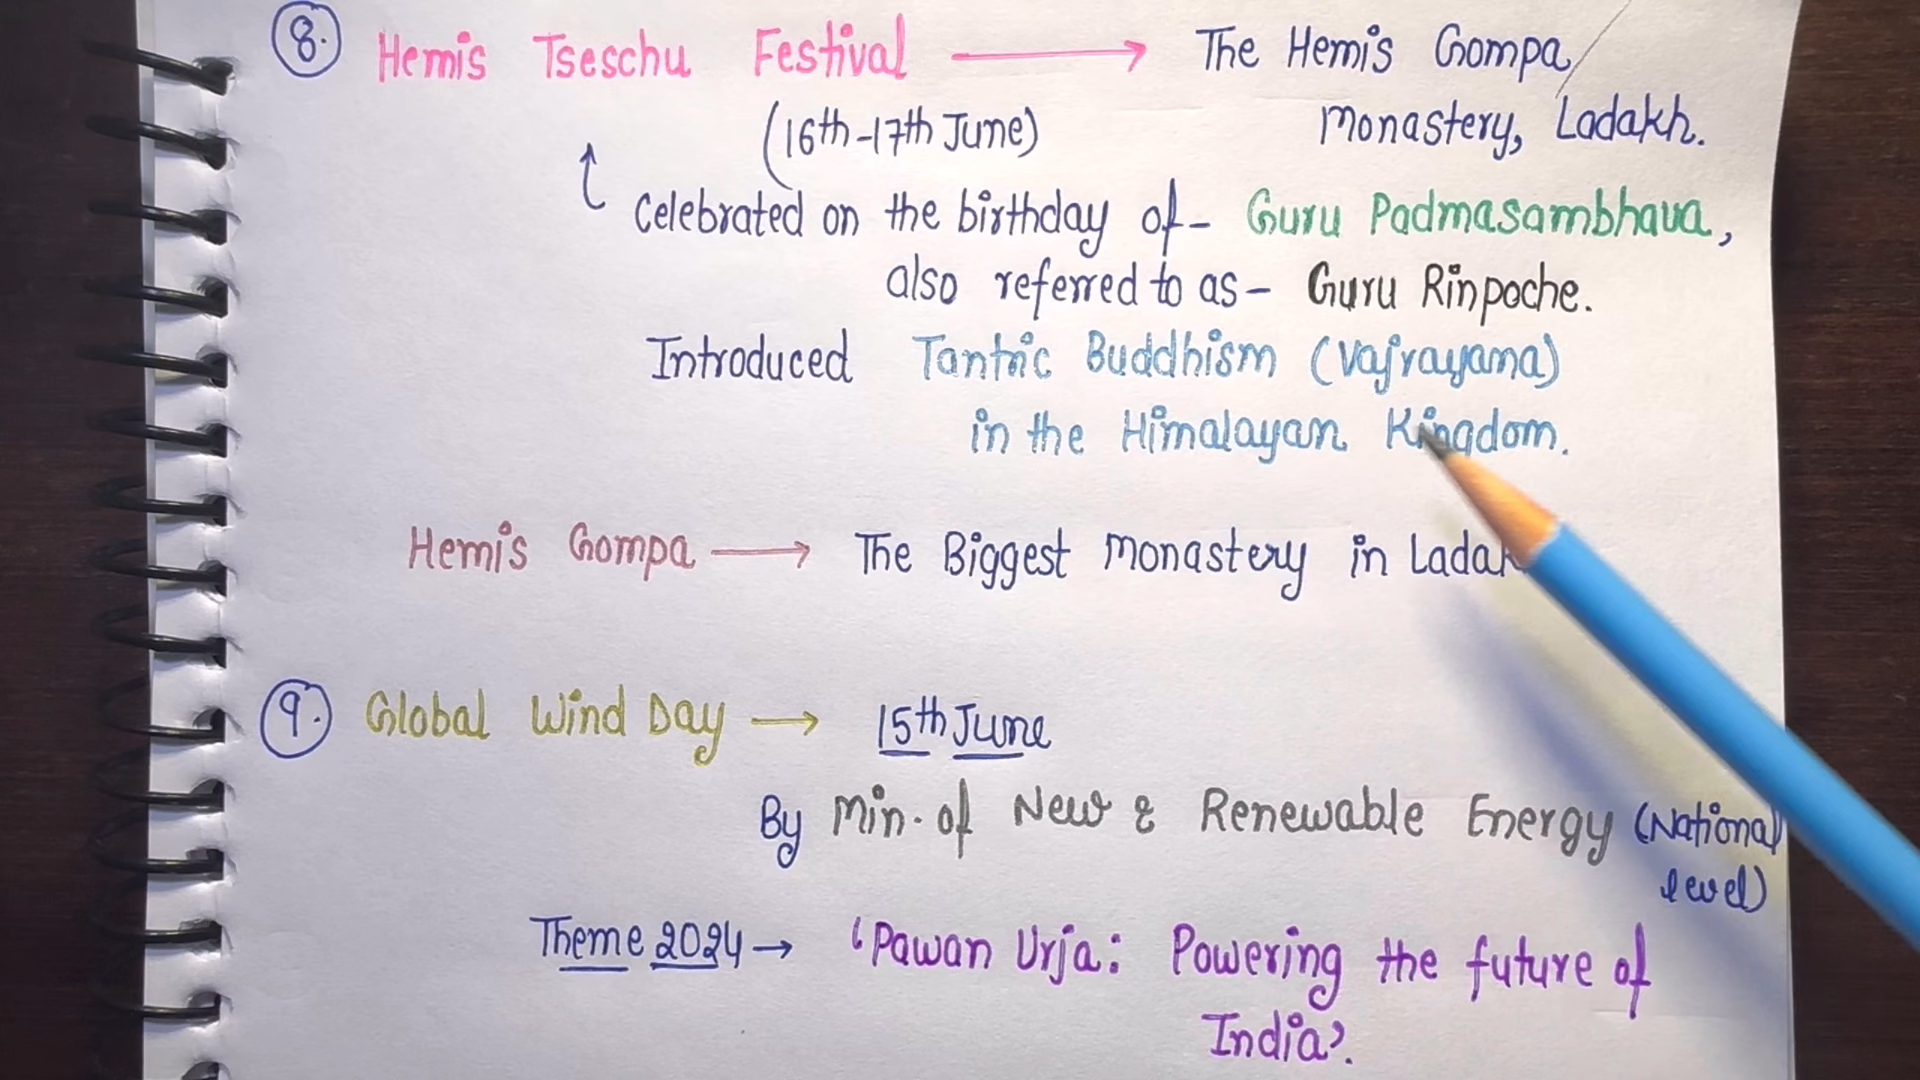 8. Hemis Tseschu Festival → The Hemis Gompa/
(16th-17th June) Monastery, Ladakh.
Celebrated on the birthday of- Guru Padmasambhava,
also referred to as- Guru Rinpoche.
Introduced Tantric Buddhism (Vajrayana)
in the Himalayan Kingdom.
Hemis Gompa → The Biggest Monastery in
9. Global Wind Day → 15th June
By Min. of New & Renewable Energy (National
level)
Theme 2024 → 'Pawan Urja: Powering the future of
India'.